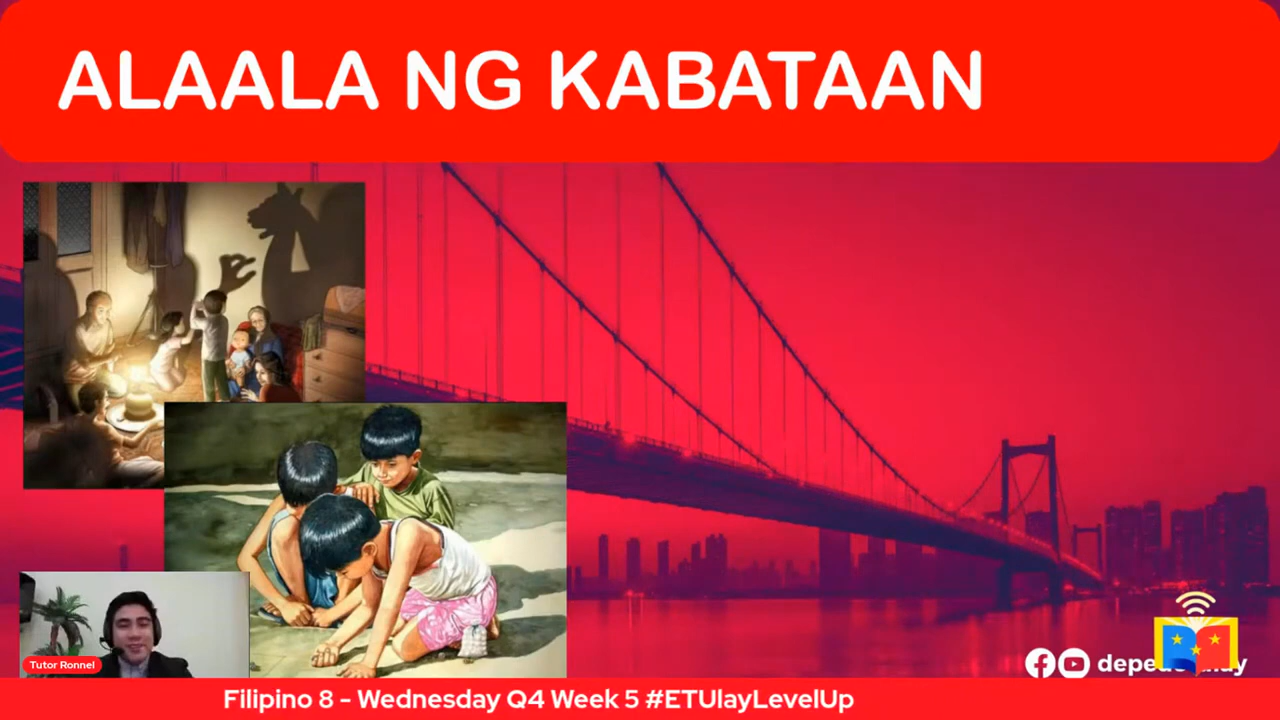 ALAALA NG KABATAAN
Tutor Ronnel
Filipino 8 - Wednesday Q4 Week 5 #ETUlayLevelUp